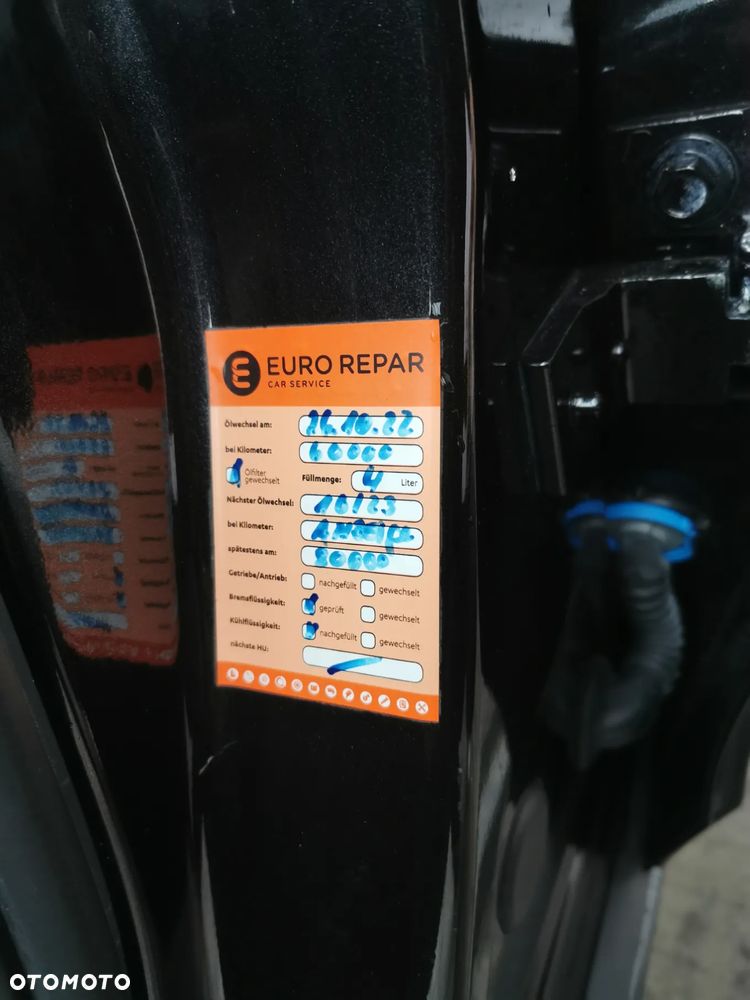 EURO REPAR
CAR SERVICE
Ölwechsel am: 10.22
bei Kilometer: 60000
Ölfilter gewechselt Füllmenge: 4 Liter
Nächster Ölwechsel: 10/23
bei Kilometer:
spätestens am: 80000
Getriebe/Antrieb: nachgefüllt gewechselt
Bremsflüssigkeit: geprüft gewechselt
Kühlflüssigkeit: nachgefüllt gewechselt
nächste HU:
OTOMOTO